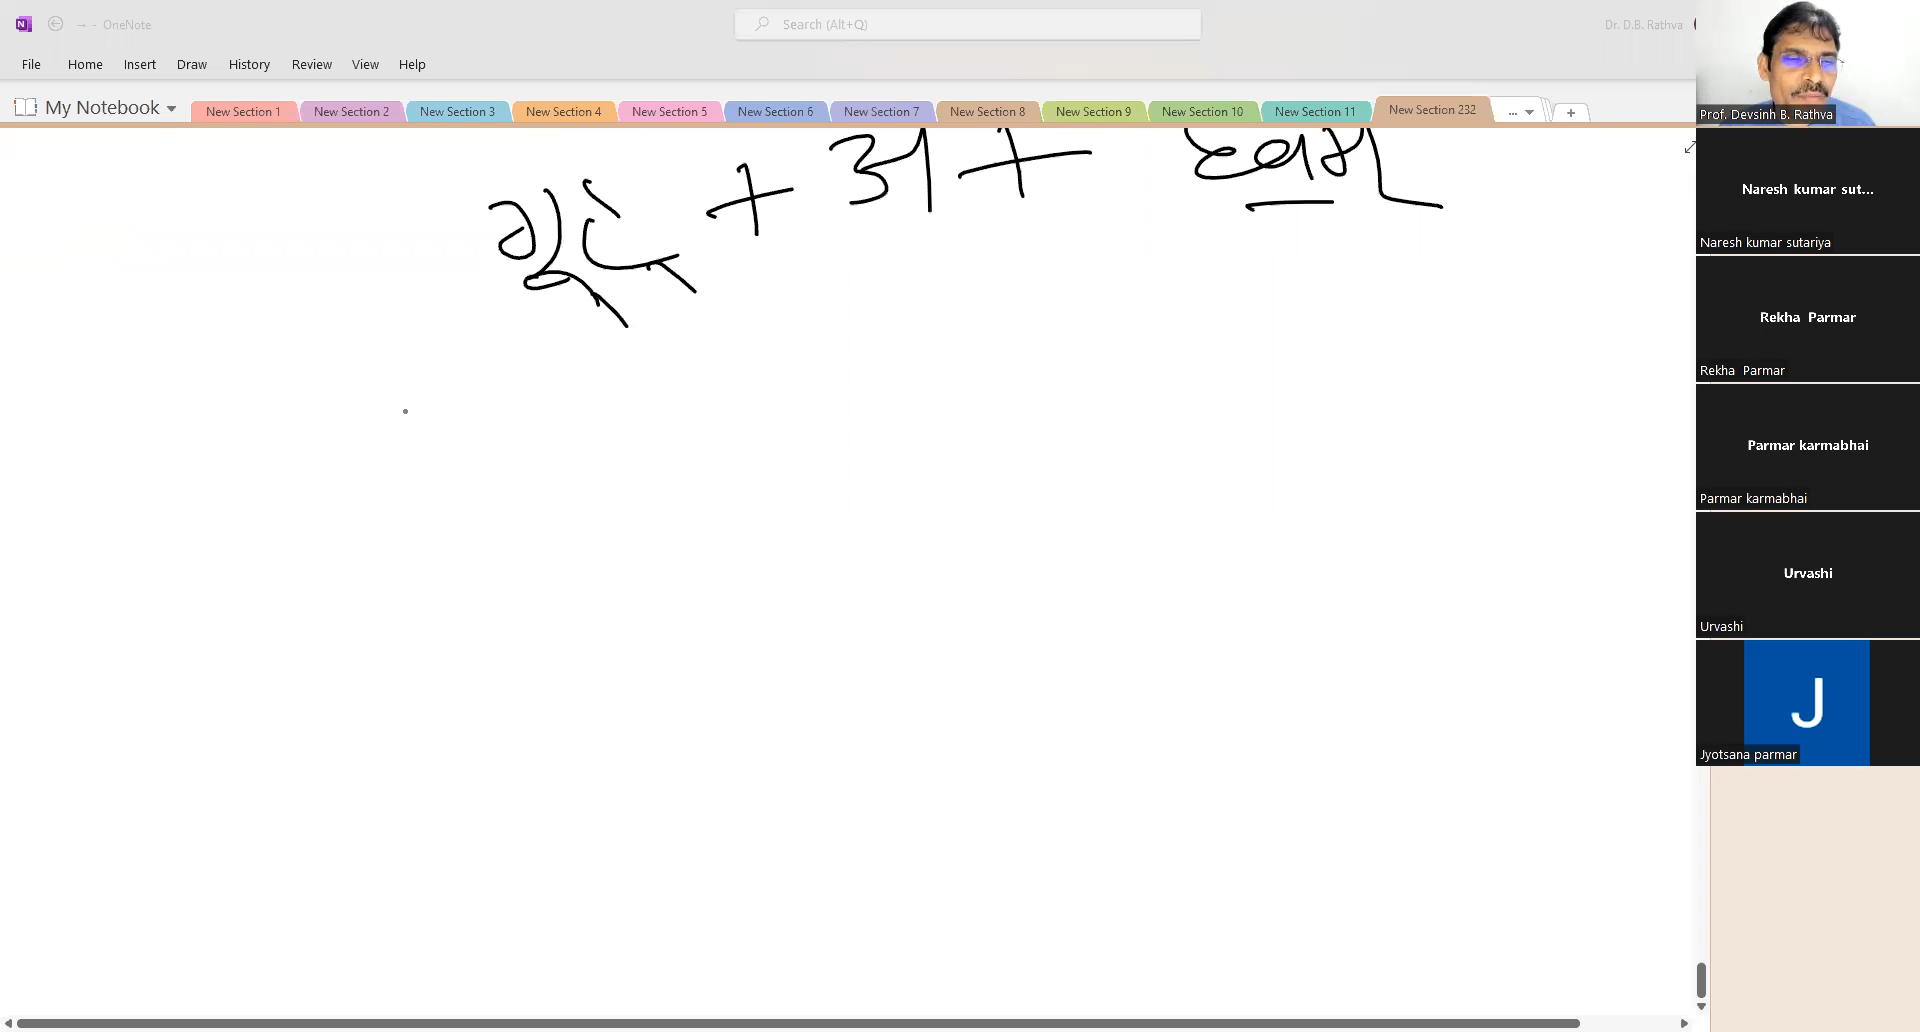 OneNote
Search (Alt+Q)
Dr. D.B. Rathva
File Home Insert Draw History Review View Help
My Notebook
New Section 1 New Section 2 New Section 3 New Section 4 New Section 5 New Section 6 New Section 7 New Section 8 New Section 9 New Section 10 New Section 11 New Section 232 ... +
Prof. Devsinh B. Rathva
+ અ +
Naresh kumar sut...
Naresh kumar sutariya
Rekha Parmar
Rekha Parmar
Parmar karmabhai
Parmar karmabhai
Urvashi
Urvashi
J
Jyotsana parmar